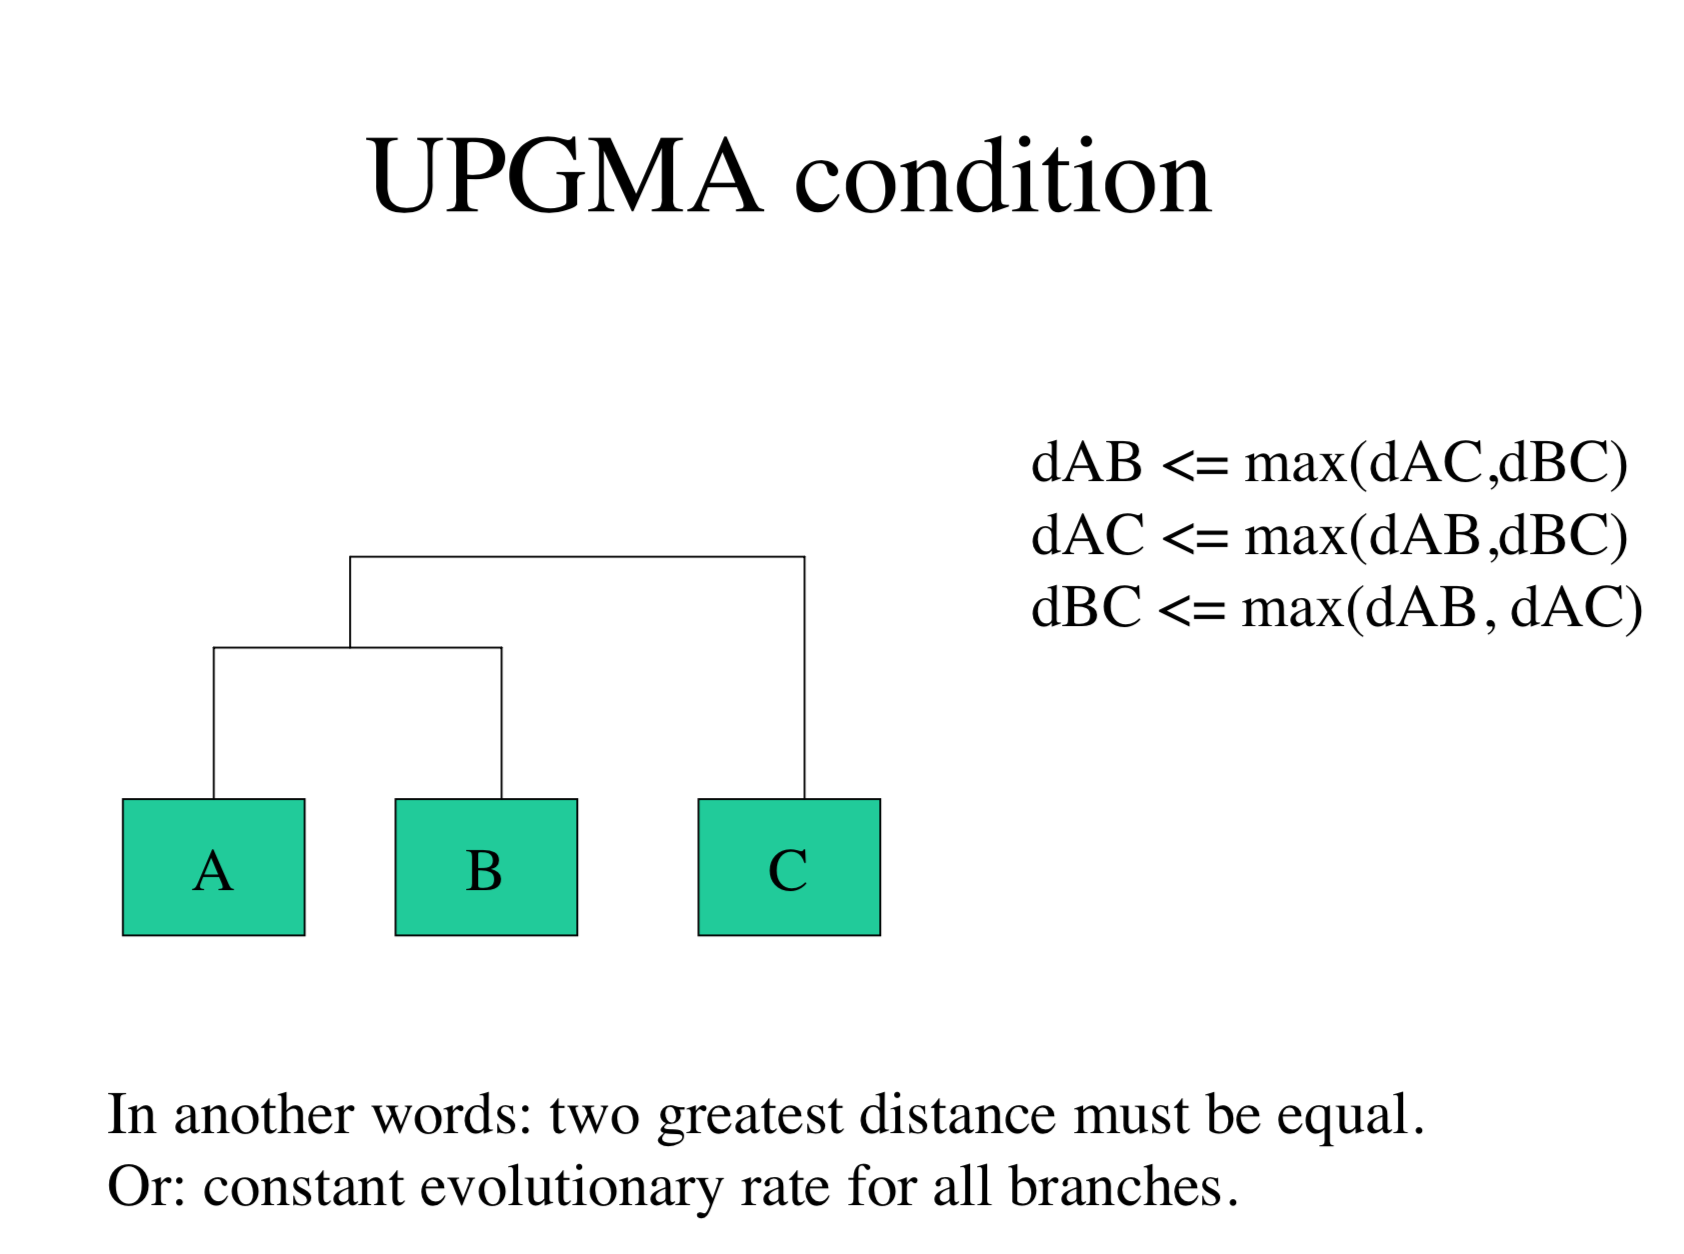 UPGMA condition
dAB <= max(dAC,dBC)
dAC <= max(dAB,dBC)
dBC <= max(dAB, dAC)
A
B
C
In another words: two greatest distance must be equal.
Or: constant evolutionary rate for all branches.